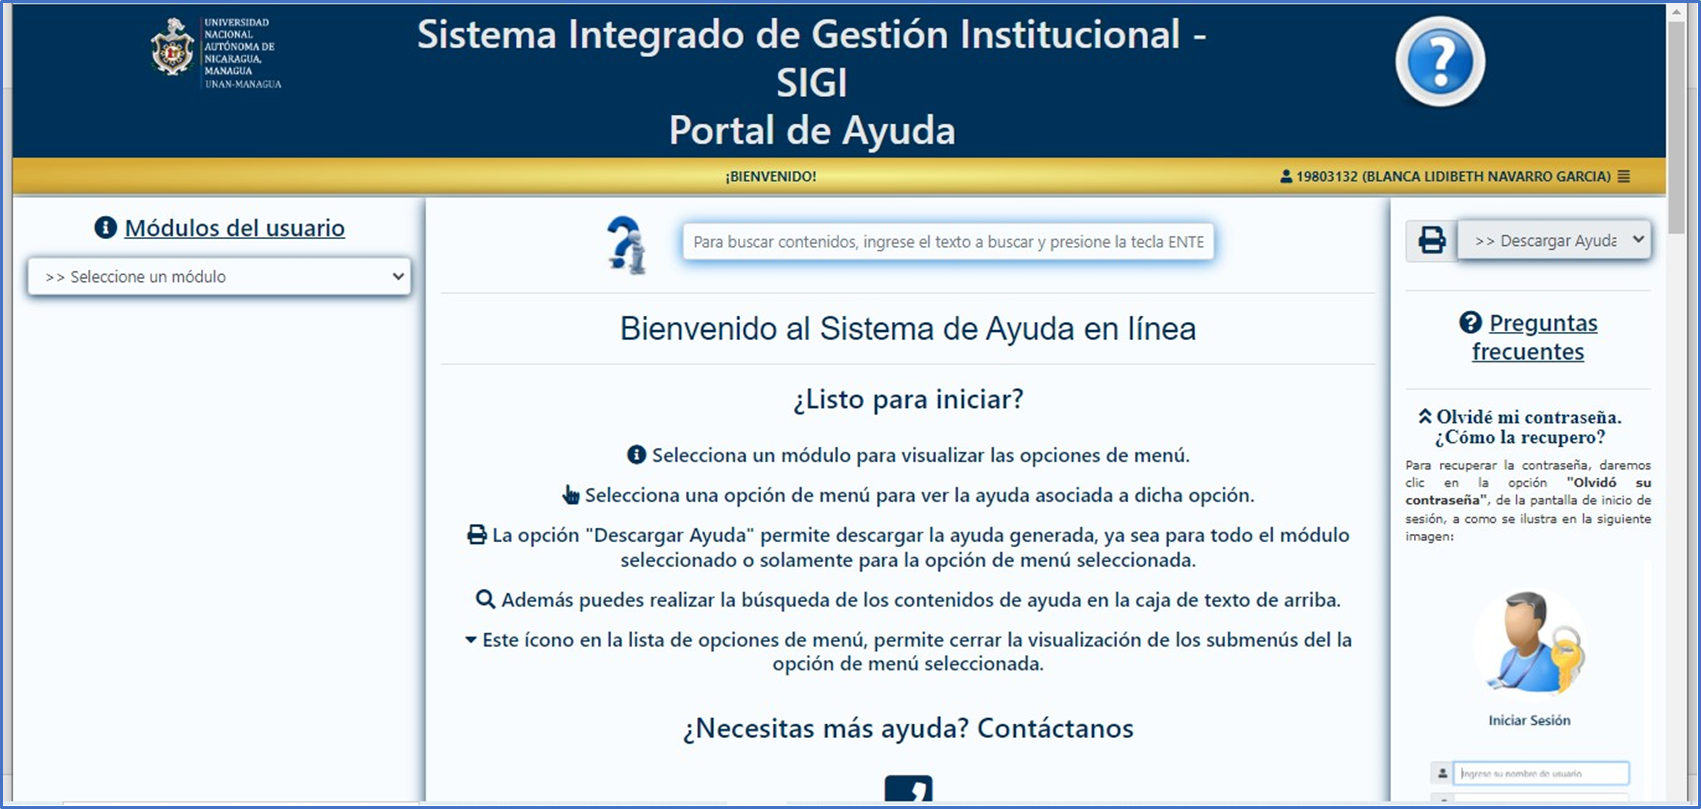 UNIVERSIDAD
NACIONAL
AUTÓNOMA DE
NICARAGUA,
MANAGUA
UNAN-MANAGUA
Sistema Integrado de Gestión Institucional -
SIGI
Portal de Ayuda
¡BIENVENIDO!
19803132 (BLANCA LIDIBETH NAVARRO GARCIA)
Módulos del usuario
>> Seleccione un módulo
Para buscar contenidos, ingrese el texto a buscar y presione la tecla ENTE
Bienvenido al Sistema de Ayuda en línea
¿Listo para iniciar?
Selecciona un módulo para visualizar las opciones de menú.
Selecciona una opción de menú para ver la ayuda asociada a dicha opción.
La opción "Descargar Ayuda" permite descargar la ayuda generada, ya sea para todo el módulo
seleccionado o solamente para la opción de menú seleccionada.
Además puedes realizar la búsqueda de los contenidos de ayuda en la caja de texto de arriba.
Este ícono en la lista de opciones de menú, permite cerrar la visualización de los submenús del la
opción de menú seleccionada.
¿Necesitas más ayuda? Contáctanos
>> Descargar Ayuda
Preguntas
frecuentes
Olvidé mi contraseña.
¿Cómo la recupero?
Para recuperar la contraseña, daremos
clic en la opción "Olvidó su
contraseña", de la pantalla de inicio de
sesión, a como se ilustra en la siguiente
imagen:
Iniciar Sesión
Ingrese su nombre de usuario